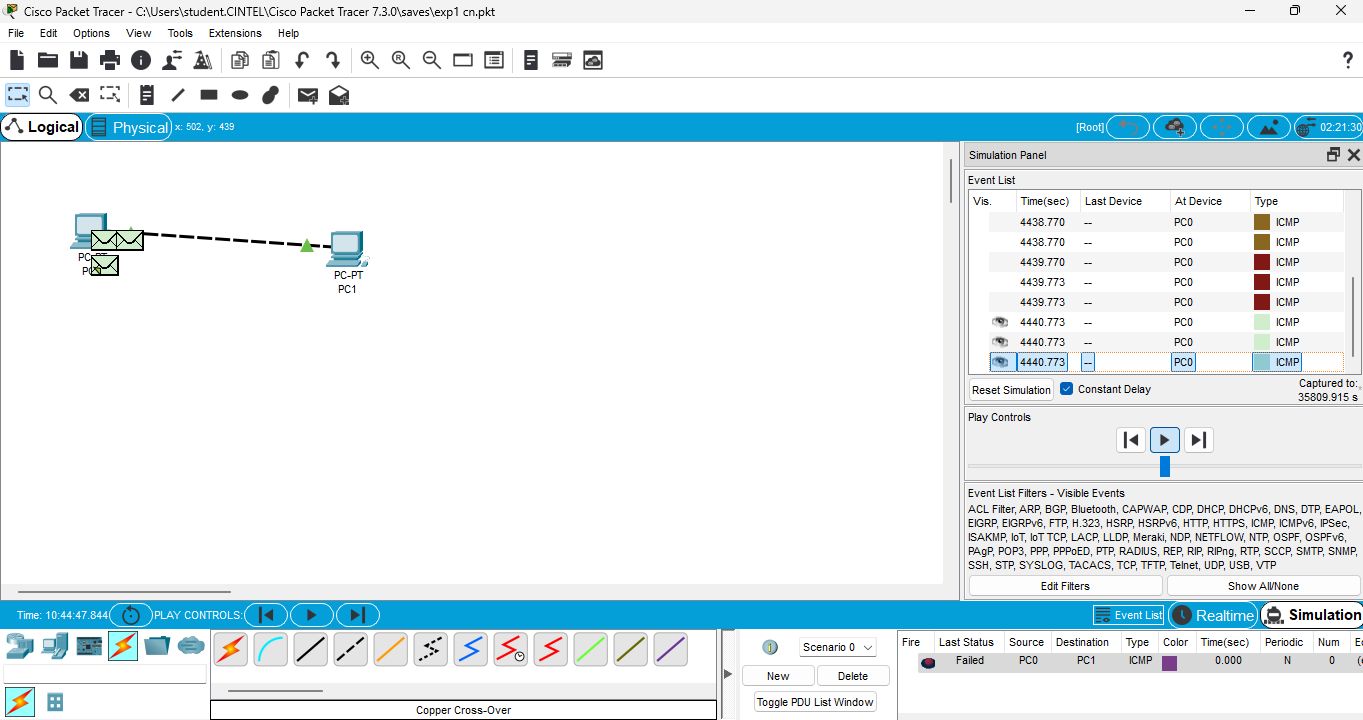 Cisco Packet Tracer - C:\Users\student.CINTEL\Cisco Packet Tracer 7.3.0\saves\exp1 cn.pkt
File Edit Options View Tools Extensions Help
Logical Physical x: 502, y: 439 [Root] 02:21:30
Simulation Panel
Event List
Vis. Time(sec) Last Device At Device Type
4438.770 -- PC0 ICMP
4438.770 -- PC0 ICMP
4439.770 -- PC0 ICMP
4439.773 -- PC0 ICMP
4439.773 -- PC0 ICMP
4440.773 -- PC0 ICMP
4440.773 -- PC0 ICMP
4440.773 -- PC0 ICMP
PC-PT
PC1
Reset Simulation Constant Delay Captured to:
35809.915 s
Play Controls
Event List Filters - Visible Events
ACL Filter, ARP, BGP, Bluetooth, CAPWAP, CDP, DHCP, DHCPv6, DNS, DTP, EAPOL,
EIGRP, EIGRPv6, FTP, H.323, HSRP, HSRPv6, HTTP, HTTPS, ICMP, ICMPv6, IPSec,
ISAKMP, IoT, IoT TCP, LACP, LLDP, Meraki, NDP, NETFLOW, NTP, OSPF, OSPFv6,
PAgP, POP3, PPP, PPPoED, PTP, RADIUS, REP, RIP, RIPng, RTP, SCCP, SMTP, SNMP,
SSH, STP, SYSLOG, TACACS, TCP, TFTP, Telnet, UDP, USB, VTP
Edit Filters Show All/None
Time: 10:44:47.844 PLAY CONTROLS: Event List Realtime Simulation
Scenario 0
New Delete
Toggle PDU List Window
Fire Last Status Source Destination Type Color Time(sec) Periodic Num
Failed PC0 PC1 ICMP 0.000 N 0
Copper Cross-Over